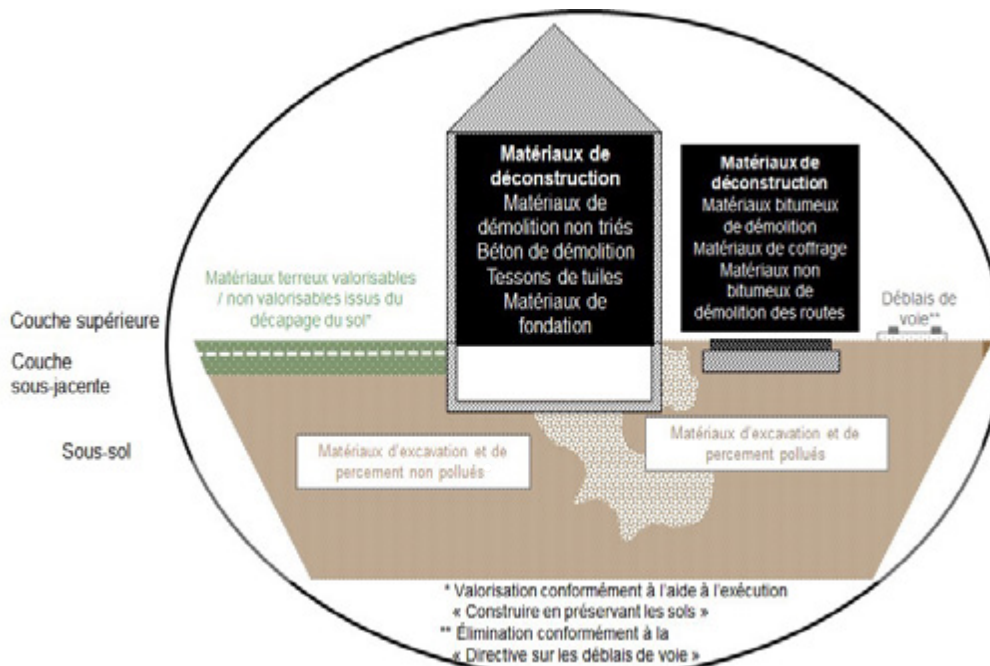 Matériaux de
déconstruction
Matériaux de
démolition non triés
Béton de démolition
Tessons de tuiles
Matériaux de
fondation
Matériaux de
déconstruction
Matériaux bitumeux
de démolition
Matériaux de coffrage
Matériaux non
bitumeux de
démolition des routes
Matériaux terreux valorisables
/ non valorisables issus du
décapage du sol*
Déblais de
voie**
Couche supérieure
Couche
sous-jacente
Sous-sol
Matériaux d'excavation et de
percement non pollués
Matériaux d'excavation et de
percement pollués
* Valorisation conformément à l'aide à l'exécution
« Construire en préservant les sols »
** Élimination conformément à la
« Directive sur les déblais de voie »